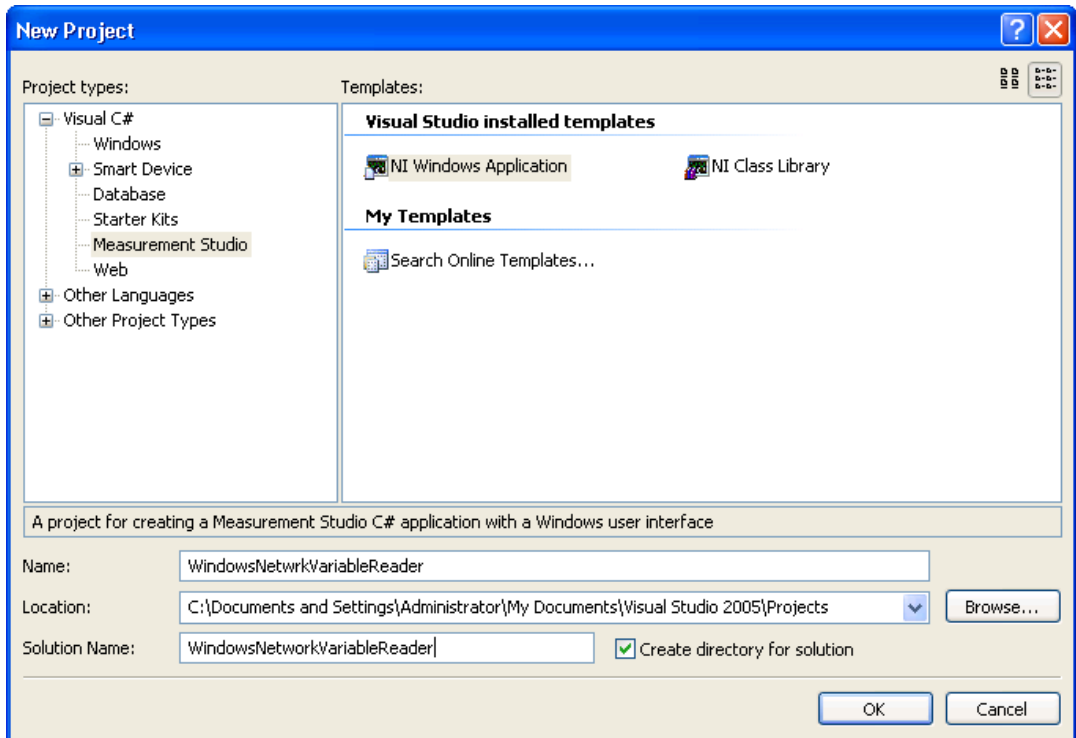 New Project
Project types:
Templates:
Visual C#
Windows
Smart Device
Database
Starter Kits
Measurement Studio
Web
Other Languages
Other Project Types
Visual Studio installed templates
NI Windows Application
NI Class Library
My Templates
Search Online Templates...
A project for creating a Measurement Studio C# application with a Windows user interface
Name:
WindowsNetwrkVariableReader
Location:
C:\Documents and Settings\Administrator\My Documents\Visual Studio 2005\Projects
Browse...
Solution Name:
WindowsNetworkVariableReader
Create directory for solution
OK
Cancel